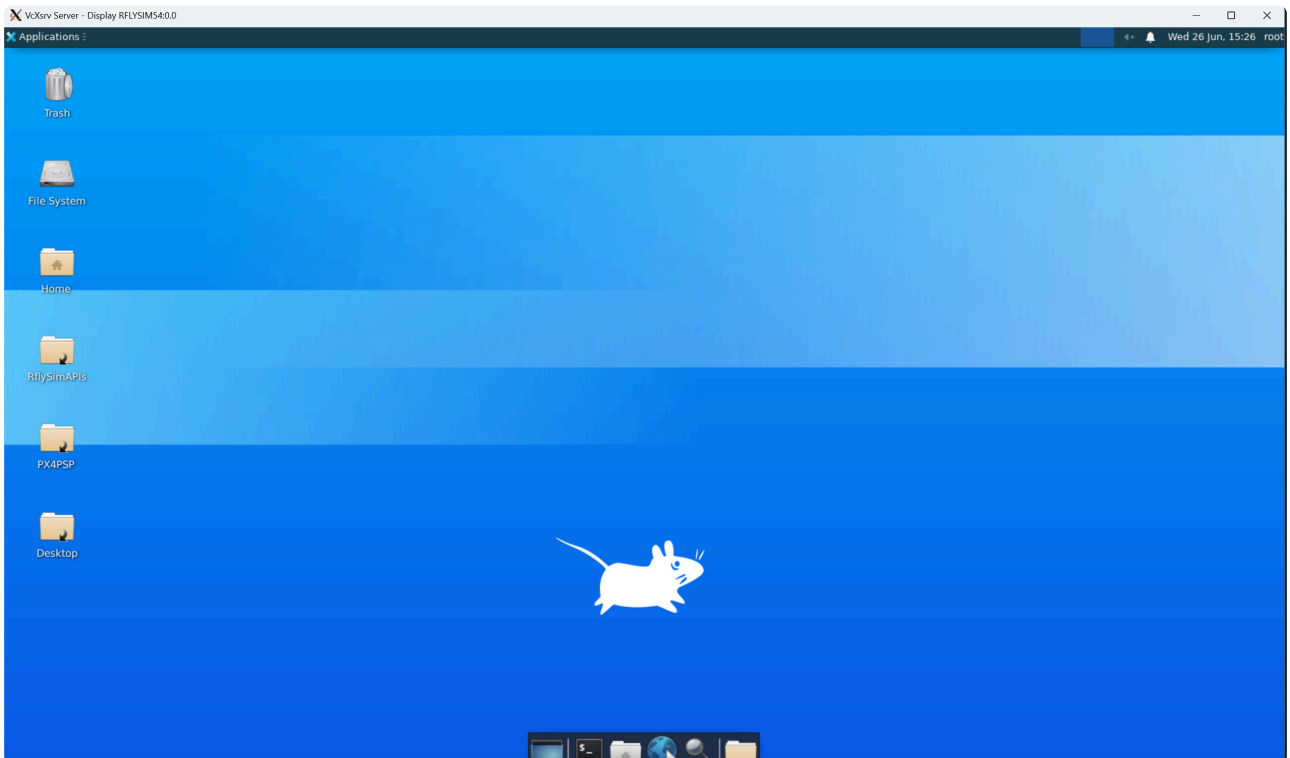 VcXsrv Server - Display RFLYSIM54:0.0
Applications
Wed 26 Jun, 15:26 root
Trash
File System
Home
RflySimAPIs
PX4PSP
Desktop
$_